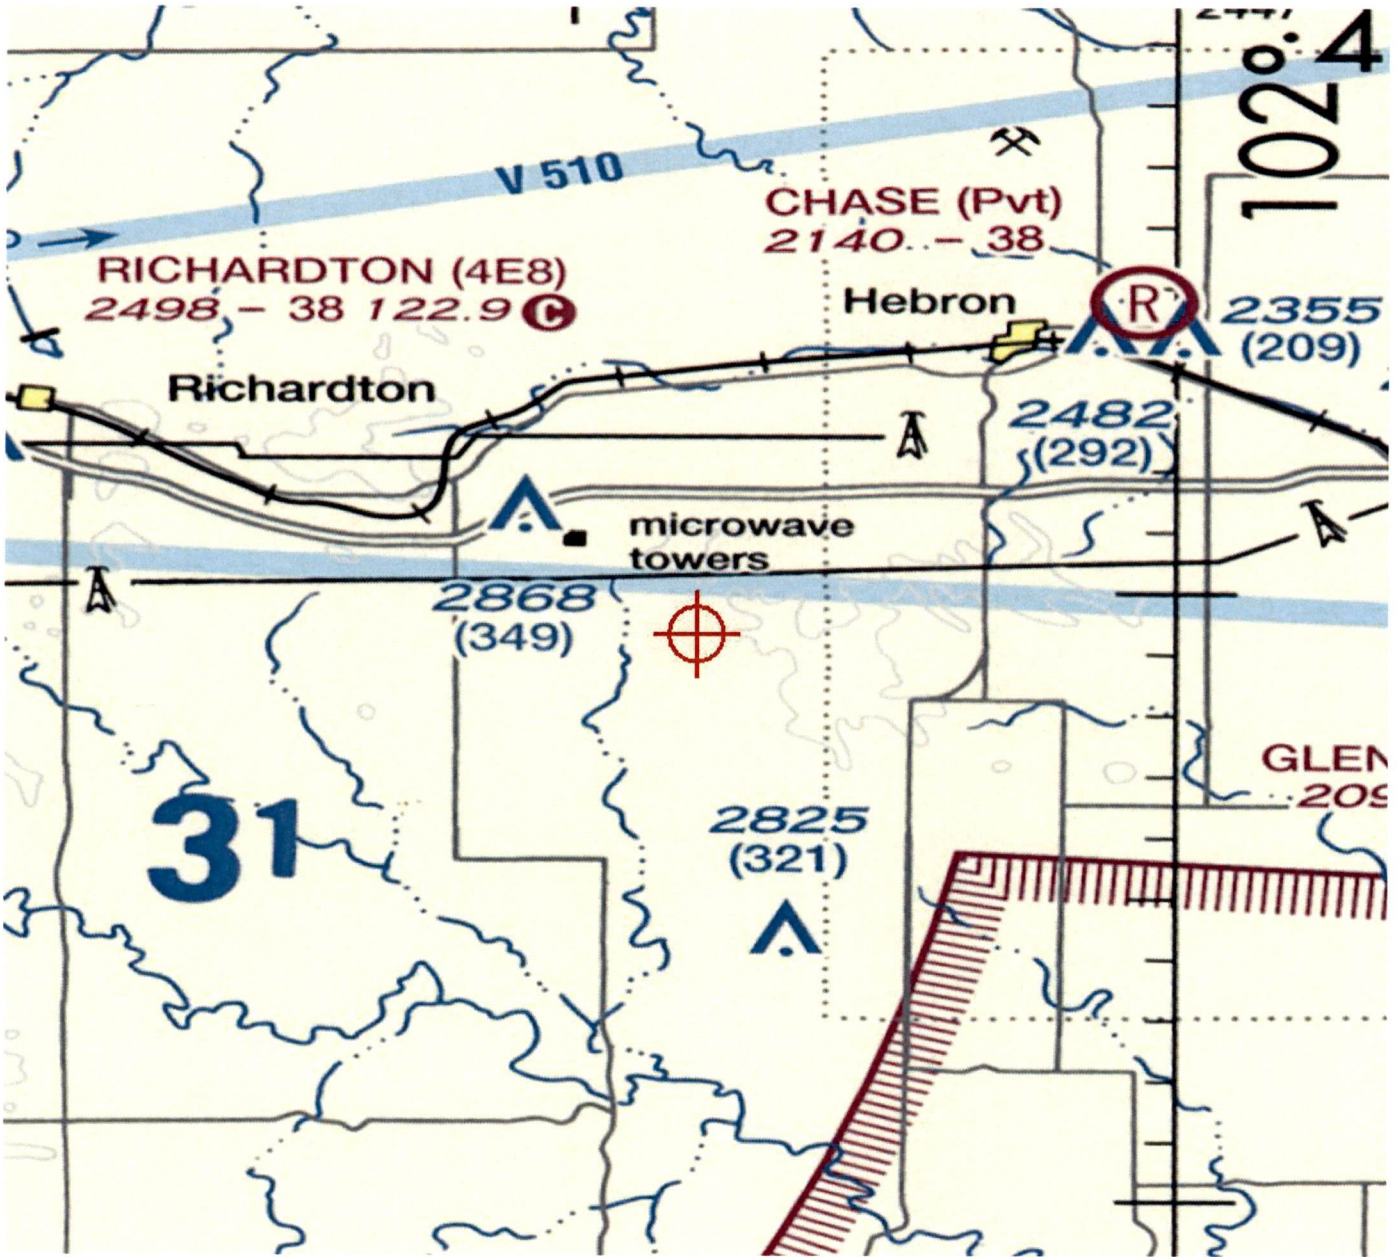 102°
4
V 510
CHASE (Pvt)
2140 - 38
RICHARDTON (4E8)
2498 - 38 122.9 C
Hebron
R
2355
(209)
Richardton
2482
(292)
microwave
towers
2868
(349)
GLEN
209
31
2825
(321)